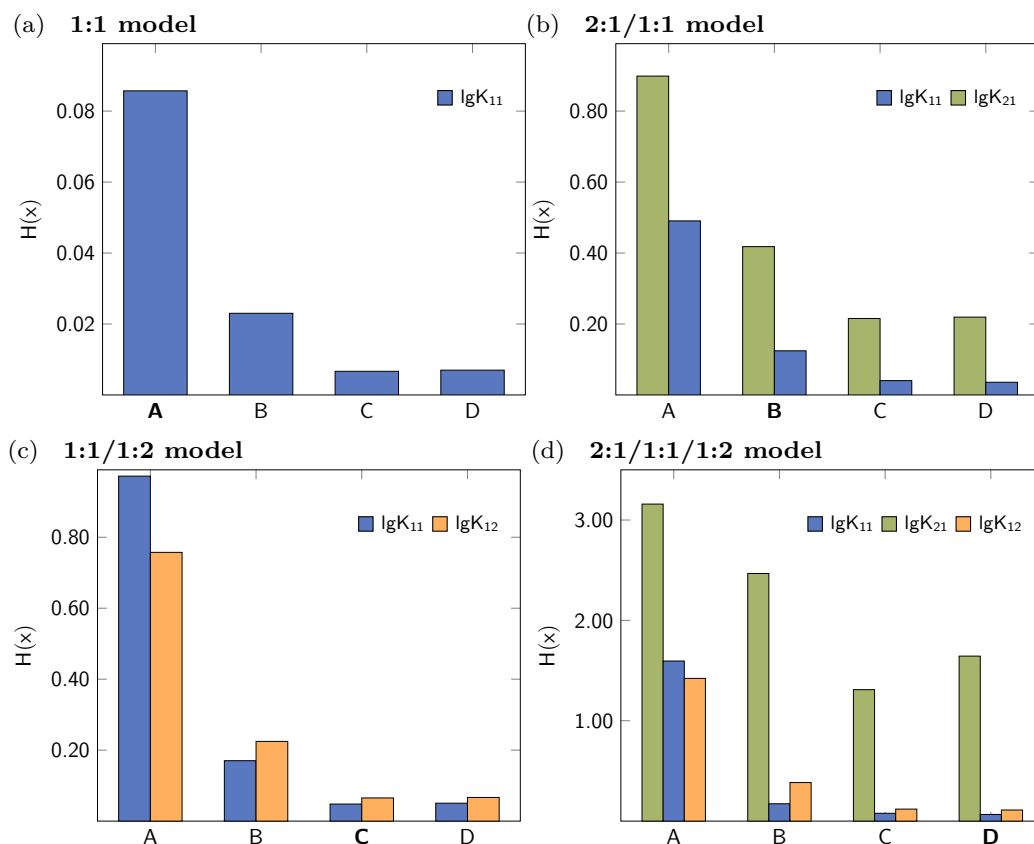 (a) 1:1 model
lgK11
0.08
0.06
0.04
0.02
H(x)
A B C D
(b) 2:1/1:1 model
lgK11 lgK21
0.80
0.60
0.40
0.20
H(x)
A B C D
(c) 1:1/1:2 model
lgK11 lgK12
0.80
0.60
0.40
0.20
H(x)
A B C D
(d) 2:1/1:1/1:2 model
lgK11 lgK21 lgK12
3.00
2.00
1.00
H(x)
A B C D